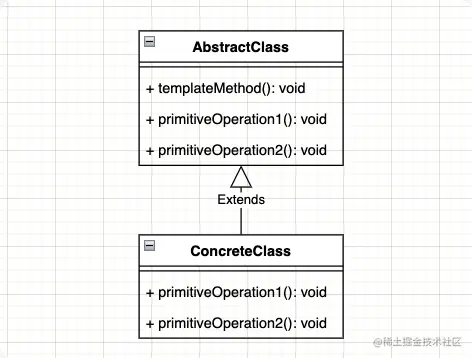 AbstractClass
+ templateMethod(): void
+ primitiveOperation1(): void
+ primitiveOperation2(): void
Extends
ConcreteClass
+ primitiveOperation1(): void
+ primitiveOperation2(): void
@稀土掘金技术社区